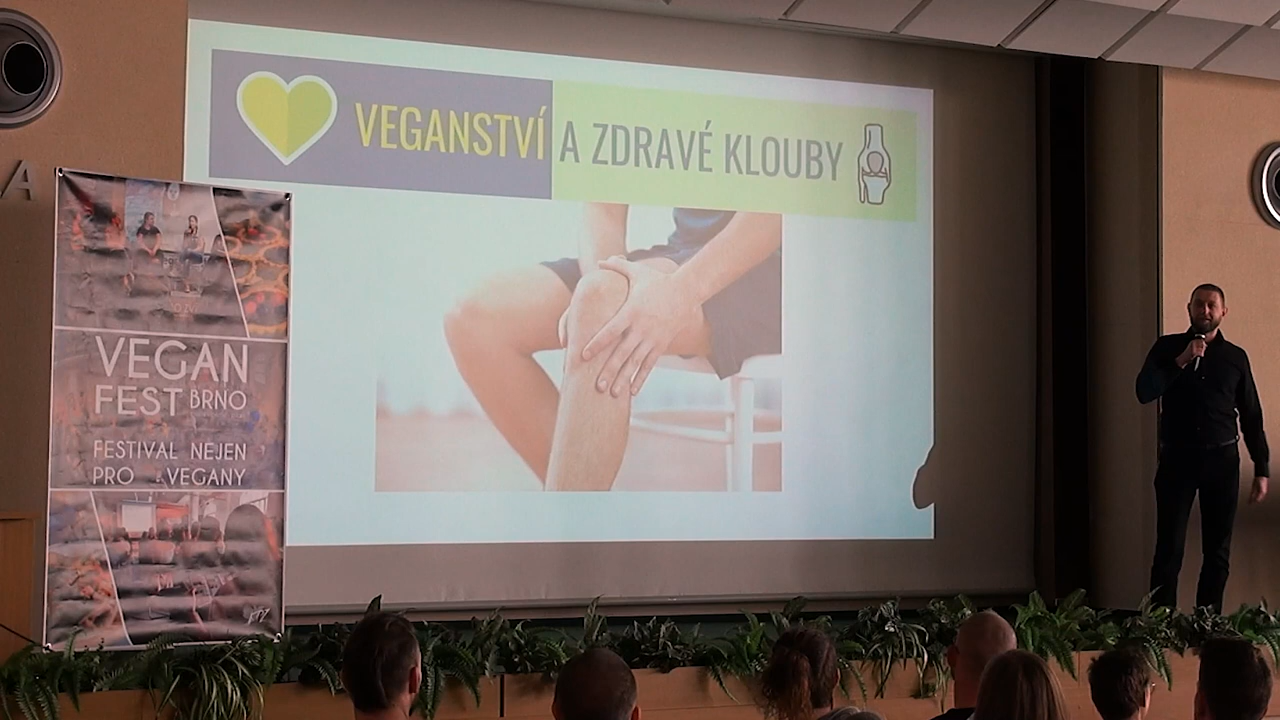 VEGANSTVÍ A ZDRAVÉ KLOUBY
A
VEGAN
FEST BRNO
FESTIVAL NEJEN
PRO VEGANY